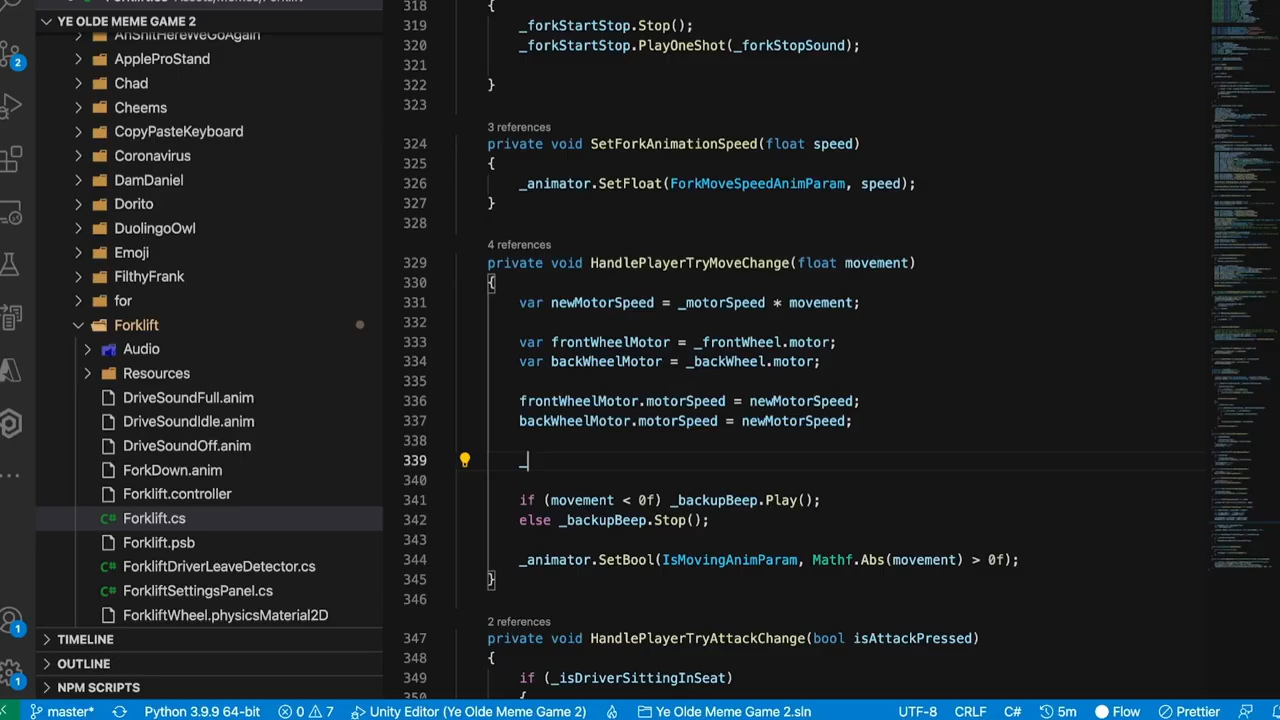 YE OLDE MEME GAME 2
AhShitHereWeGoAgain
AppleProStand
Chad
Cheems
CopyPasteKeyboard
Coronavirus
DamDaniel
Dorito
DuolingoOwl
Emoji
FilthyFrank
for
Forklift
Audio
Resources
DriveSoundFull.anim
DriveSoundIdle.anim
DriveSoundOff.anim
ForkDown.anim
Forklift.controller
C# Forklift.cs
Forklift.psb
C# ForkliftDriverLeaveDetector.cs
C# ForkliftSettingsPanel.cs
ForkliftWheel.physicsMaterial2D
TIMELINE
OUTLINE
NPM SCRIPTS
2
1
1
318 {
319 _forkStartStop.Stop();
320 _forkStartStop.PlayOneShot(_forkStopSound);
321 }
322 }
323
3 references
324 private void SetForkAnimationSpeed(float speed)
325 {
326 _animator.SetFloat(ForkMoveSpeedAnimParam, speed);
327 }
328
4 references
329 private void HandlePlayerTryMoveChange(float movement)
330 {
331 var newMotorSpeed = _motorSpeed * movement;
332
333 frontWheelMotor = _frontWheel.motor;
334 backWheelMotor = _backWheel.motor;
335
336 frontWheelMotor.motorSpeed = newMotorSpeed;
337 WheelMotor.motorSpeed = newMotorSpeed;
338
339
340
341 (movement < 0f) _backupBeep.Play();
342 _backupBeep.Stop();
343
344 _animator.SetBool(IsMovingAnimParam, Mathf.Abs(movement) > 0f);
345 }
346
2 references
347 private void HandlePlayerTryAttackChange(bool isAttackPressed)
348 {
349 if (_isDriverSittingInSeat)
350 {
master* Python 3.9.9 64-bit 0 7 Unity Editor (Ye Olde Meme Game 2) Ye Olde Meme Game 2.sln UTF-8 CRLF C# 5m Flow Prettier